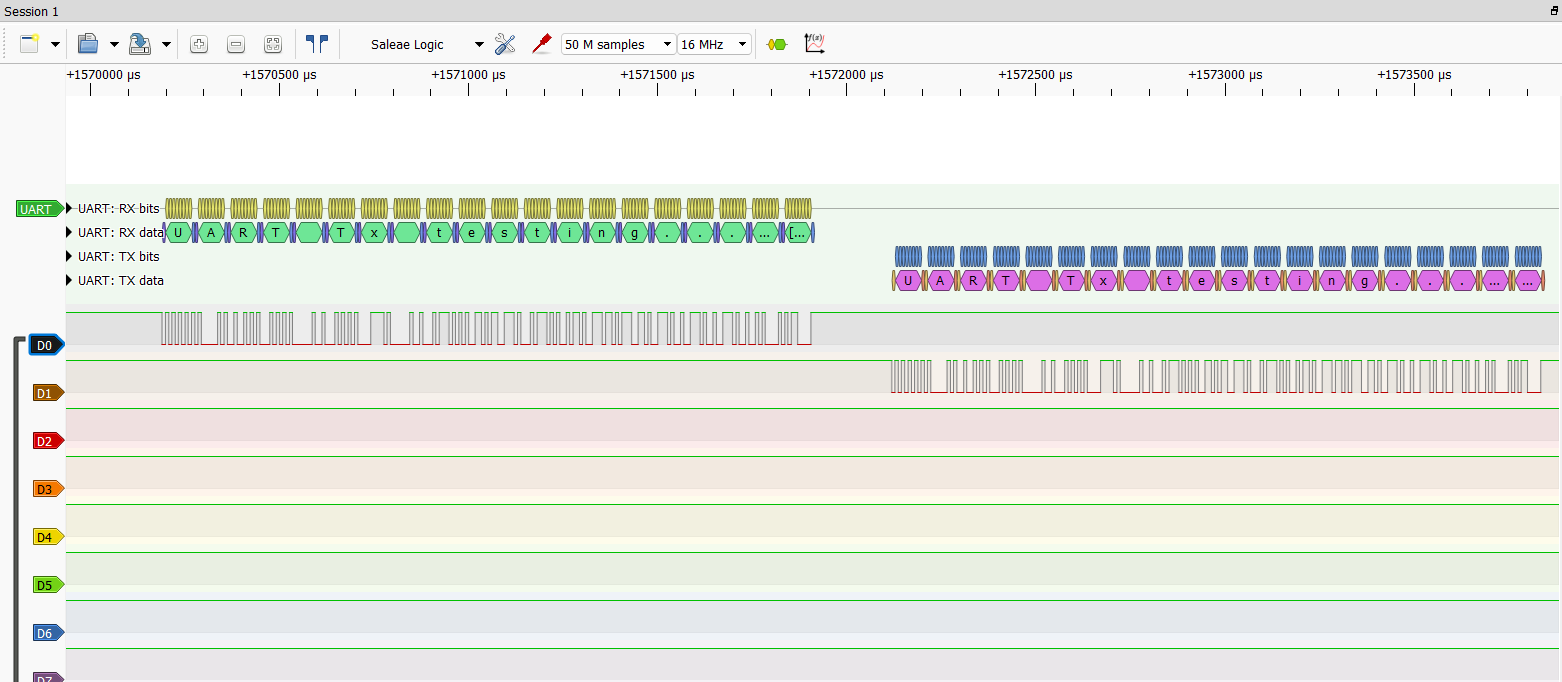 Session 1
Saleae Logic 50 M samples 16 MHz f(x)
+1570000 µs +1570500 µs +1571000 µs +1571500 µs +1572000 µs +1572500 µs +1573000 µs +1573500 µs
UART UART: RX bits
UART: RX data U A R T T x t e s t i n g . . . ... [...
UART: TX bits
UART: TX data U A R T T x t e s t i n g . . . ... ...
D0
D1
D2
D3
D4
D5
D6
D7